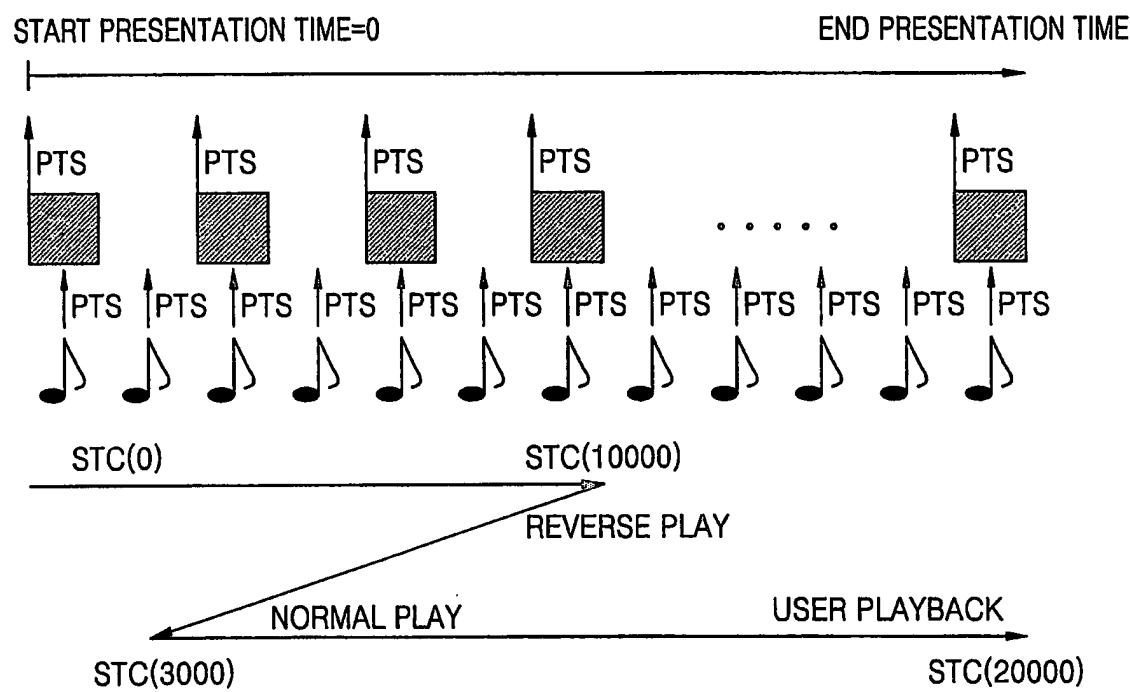 START PRESENTATION TIME=0 END PRESENTATION TIME
PTS PTS PTS PTS PTS
PTS PTS PTS PTS PTS PTS PTS PTS PTS PTS PTS PTS
STC(0) STC(10000)
REVERSE PLAY
NORMAL PLAY USER PLAYBACK
STC(3000) STC(20000)